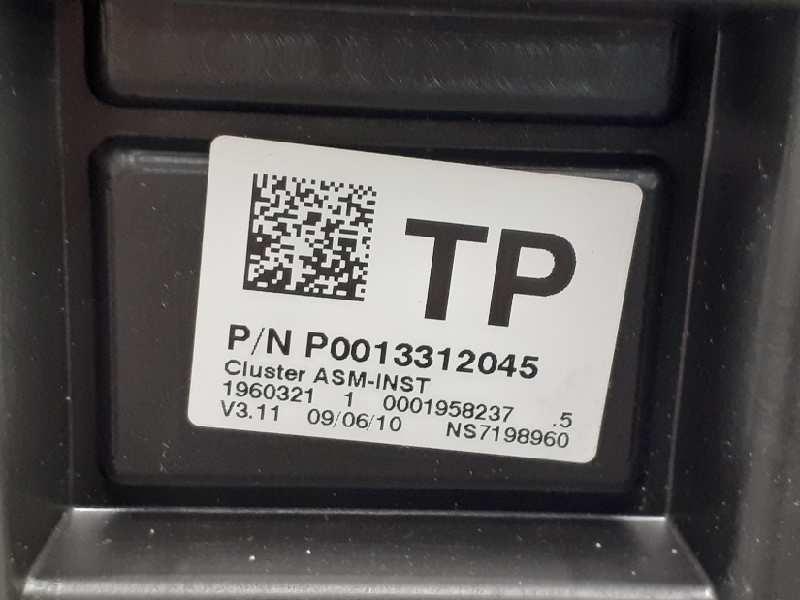 TP
P/N P0013312045
Cluster ASM-INST
1960321 1 0001958237 .5
V3.11 09/06/10 NS7198960